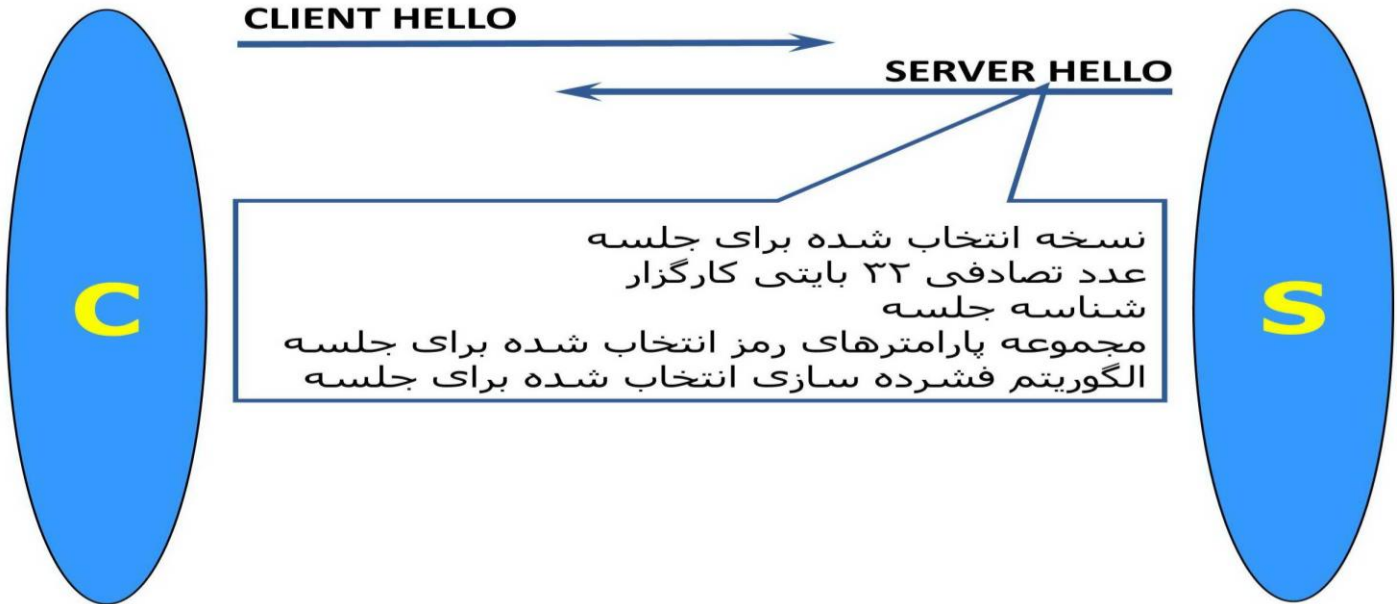 CLIENT HELLO
SERVER HELLO
نسخه انتخاب شده برای جلسه
عدد تصادفی ۳۲ بایتی کارگزار
شناسه جلسه
مجموعه پارامترهای رمز انتخاب شده برای جلسه
الگوریتم فشرده سازی انتخاب شده برای جلسه
C
S